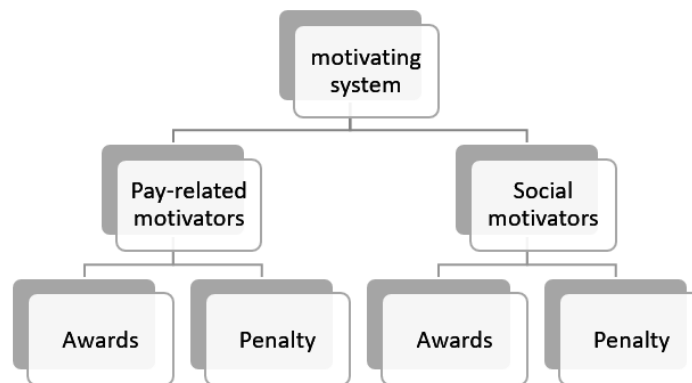 motivating
system
Pay-related
motivators
Social
motivators
Awards
Penalty
Awards
Penalty